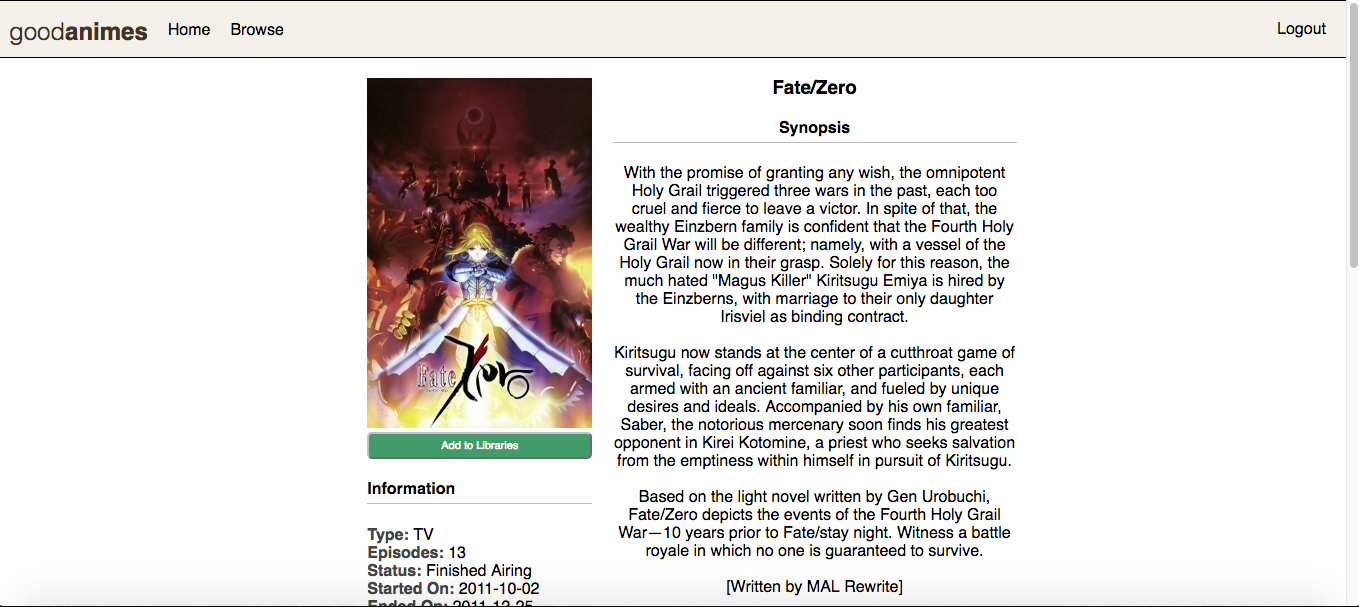 goodanimes Home Browse Logout
Fate/Zero
Add to Libraries
Information
Type: TV
Episodes: 13
Status: Finished Airing
Started On: 2011-10-02
Ended On: 2011-12-25
Fate/Zero
Synopsis
With the promise of granting any wish, the omnipotent
Holy Grail triggered three wars in the past, each too
cruel and fierce to leave a victor. In spite of that, the
wealthy Einzbern family is confident that the Fourth Holy
Grail War will be different; namely, with a vessel of the
Holy Grail now in their grasp. Solely for this reason, the
much hated "Magus Killer" Kiritsugu Emiya is hired by
the Einzberns, with marriage to their only daughter
Irisviel as binding contract.
Kiritsugu now stands at the center of a cutthroat game of
survival, facing off against six other participants, each
armed with an ancient familiar, and fueled by unique
desires and ideals. Accompanied by his own familiar,
Saber, the notorious mercenary soon finds his greatest
opponent in Kirei Kotomine, a priest who seeks salvation
from the emptiness within himself in pursuit of Kiritsugu.
Based on the light novel written by Gen Urobuchi,
Fate/Zero depicts the events of the Fourth Holy Grail
War—10 years prior to Fate/stay night. Witness a battle
royale in which no one is guaranteed to survive.
[Written by MAL Rewrite]